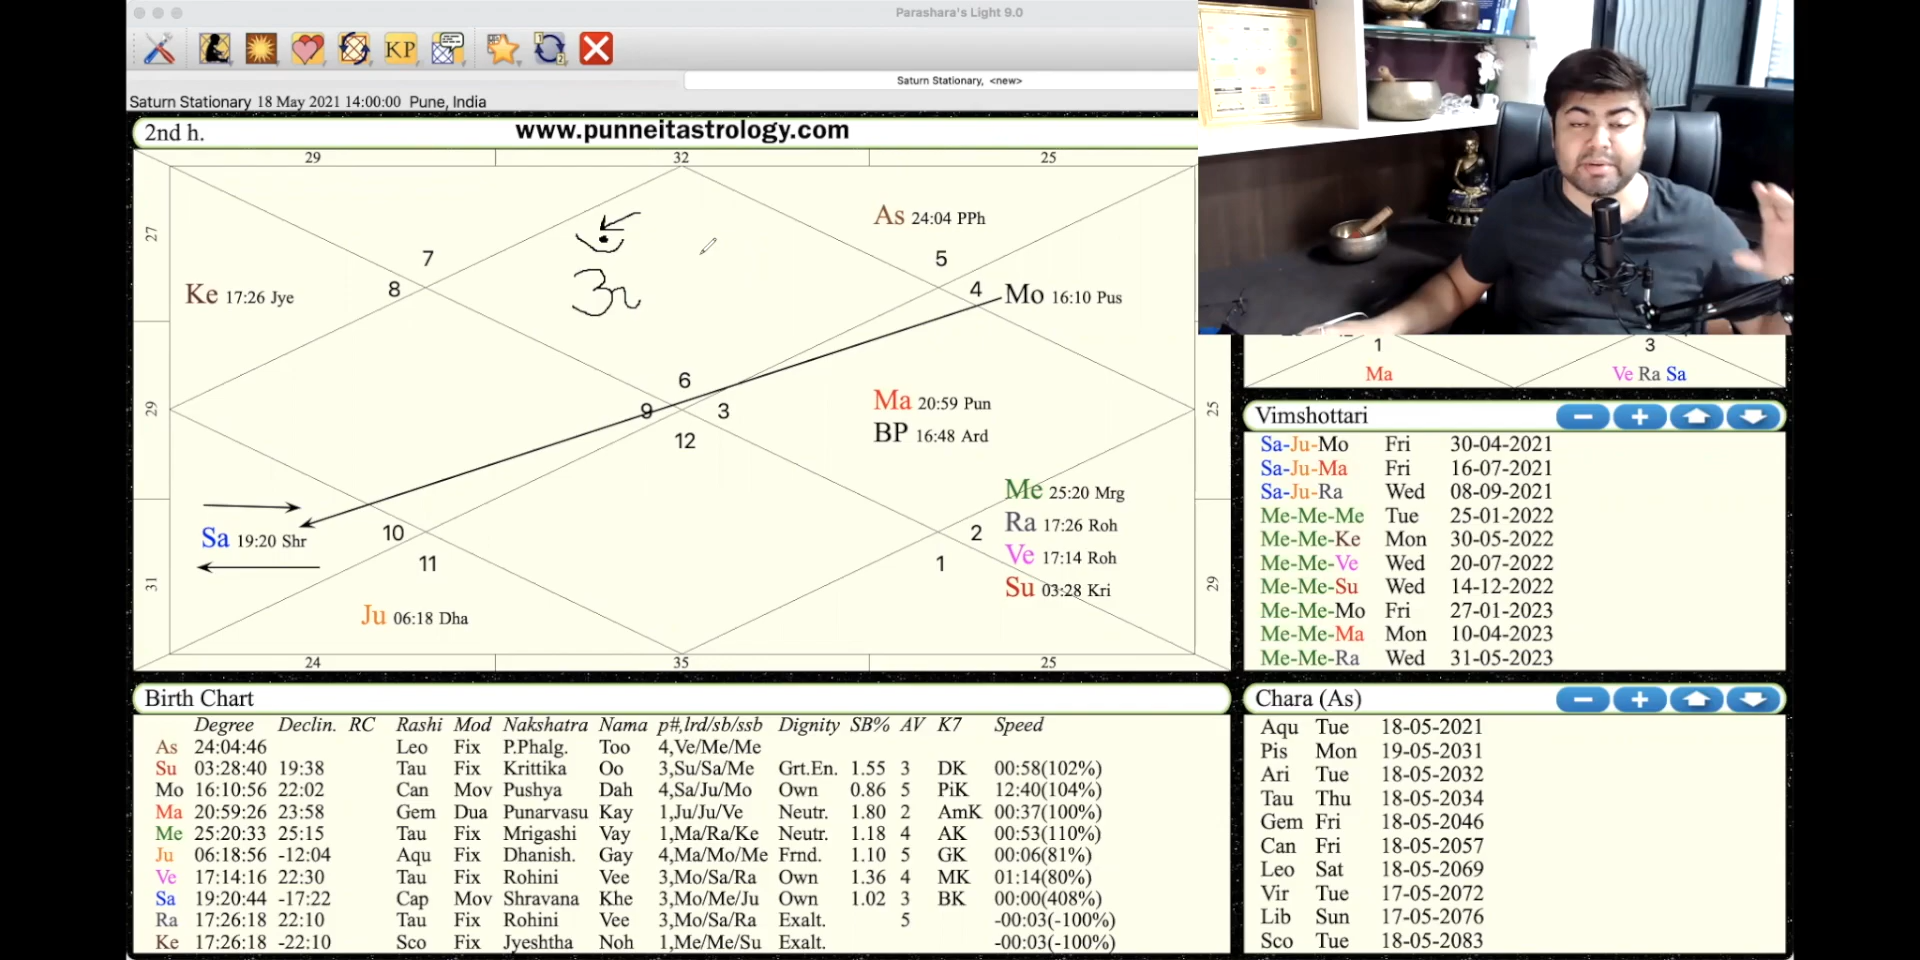 Parashara's Light 9.0
KP
Saturn Stationary, <new>
Saturn Stationary 18 May 2021 14:00:00 Pune, India
2nd h.
www.punneitastrology.com
29 32 25
27
As 24:04 PPh
7 5
Ke 17:26 Jye 8 4 Mo 16:10 Pus
6
29 9 3 25
12
Ma 20:59 Pun
BP 16:48 Ard
Me 25:20 Mrg
Ra 17:26 Roh
Ve 17:14 Roh
Su 03:28 Kri
Sa 19:20 Shr 10 2
11 1
31 29
Ju 06:18 Dha
24 35 25
1 3
Ma Ve Ra Sa
Vimshottari
Sa-Ju-Mo Fri 30-04-2021
Sa-Ju-Ma Fri 16-07-2021
Sa-Ju-Ra Wed 08-09-2021
Me-Me-Me Tue 25-01-2022
Me-Me-Ke Mon 30-05-2022
Me-Me-Ve Wed 20-07-2022
Me-Me-Su Wed 14-12-2022
Me-Me-Mo Fri 27-01-2023
Me-Me-Ma Mon 10-04-2023
Me-Me-Ra Wed 31-05-2023
Birth Chart
Degree Declin. RC Rashi Mod Nakshatra Nama p#,lrd/sb/ssb Dignity SB% AV K7 Speed
As 24:04:46 Leo Fix P.Phalg. Too 4,Ve/Me/Me
Su 03:28:40 19:38 Tau Fix Krittika Oo 3,Su/Sa/Me Grt.En. 1.55 3 DK 00:58(102%)
Mo 16:10:56 22:02 Can Mov Pushya Dah 4,Sa/Ju/Mo Own 0.86 5 PiK 12:40(104%)
Ma 20:59:26 23:58 Gem Dua Punarvasu Kay 1,Ju/Ju/Ve Neutr. 1.80 2 AmK 00:37(100%)
Me 25:20:33 25:15 Tau Fix Mrigashi Vay 1,Ma/Ra/Ke Neutr. 1.18 4 AK 00:53(110%)
Ju 06:18:56 -12:04 Aqu Fix Dhanish. Gay 4,Ma/Mo/Me Frnd. 1.10 5 GK 00:06(81%)
Ve 17:14:16 22:30 Tau Fix Rohini Vee 3,Mo/Sa/Ra Own 1.36 4 MK 01:14(80%)
Sa 19:20:44 -17:22 Cap Mov Shravana Khe 3,Mo/Me/Ju Own 1.02 3 BK 00:00(408%)
Ra 17:26:18 22:10 Tau Fix Rohini Vee 3,Mo/Sa/Ra Exalt. 5 -00:03(-100%)
Ke 17:26:18 -22:10 Sco Fix Jyeshtha Noh 1,Me/Me/Su Exalt. -00:03(-100%)
Chara (As)
Aqu Tue 18-05-2021
Pis Mon 19-05-2031
Ari Tue 18-05-2032
Tau Thu 18-05-2034
Gem Fri 18-05-2046
Can Fri 18-05-2057
Leo Sat 18-05-2069
Vir Tue 17-05-2072
Lib Sun 17-05-2076
Sco Tue 18-05-2083